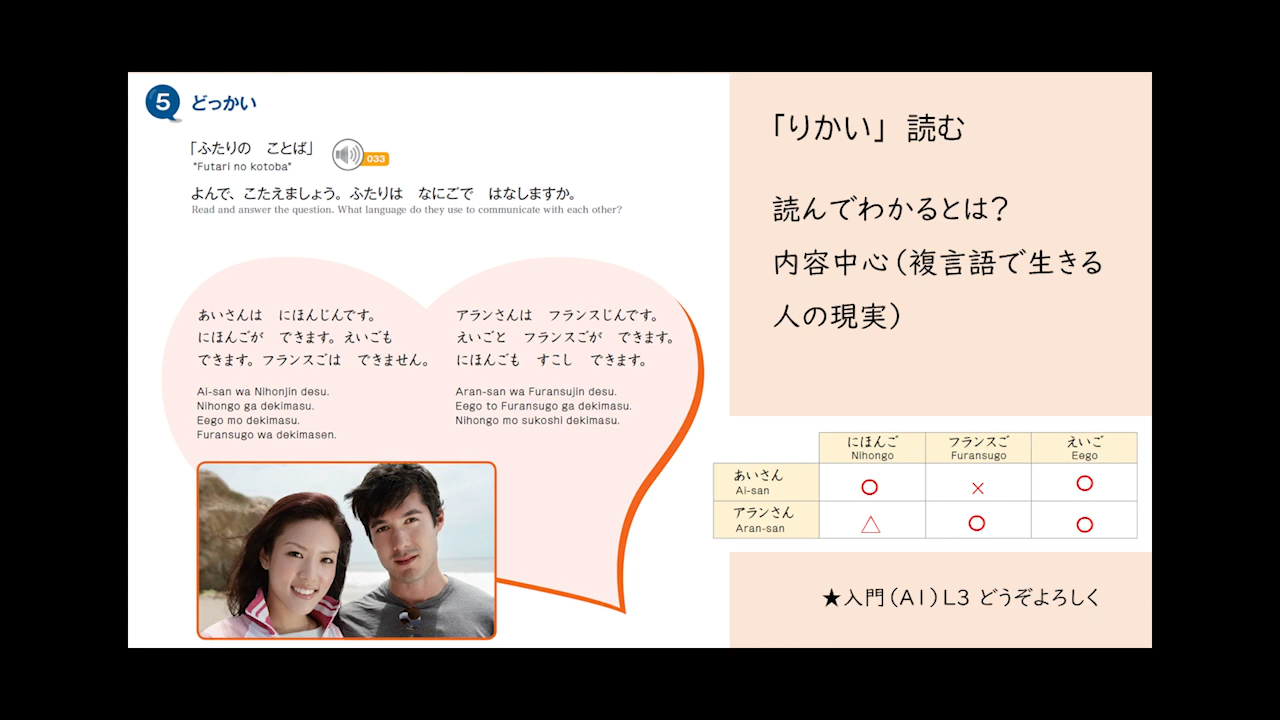 5 どっかい
「ふたりの　ことば」
"Futari no kotoba"
033
よんで、こたえましょう。ふたりは　なにごで　はなしますか。
Read and answer the question. What language do they use to communicate with each other?
あいさんは　にほんじんです。
にほんごが　できます。えいごも
できます。フランスごは　できません。
Ai-san wa Nihonjin desu.
Nihongo ga dekimasu.
Eego mo dekimasu.
Furansugo wa dekimasen.
アランさんは　フランスじんです。
えいごと　フランスごが　できます。
にほんごも　すこし　できます。
Aran-san wa Furansujin desu.
Eego to Furansugo ga dekimasu.
Nihongo mo sukoshi dekimasu.
「りかい」 読む
読んでわかるとは？
内容中心（複言語で生きる
人の現実）
にほんご フランスご えいご
Nihongo Furansugo Eego
あいさん
Ai-san
○ × ○
アランさん
Aran-san
△ ○ ○
★入門（A1）L3 どうぞよろしく